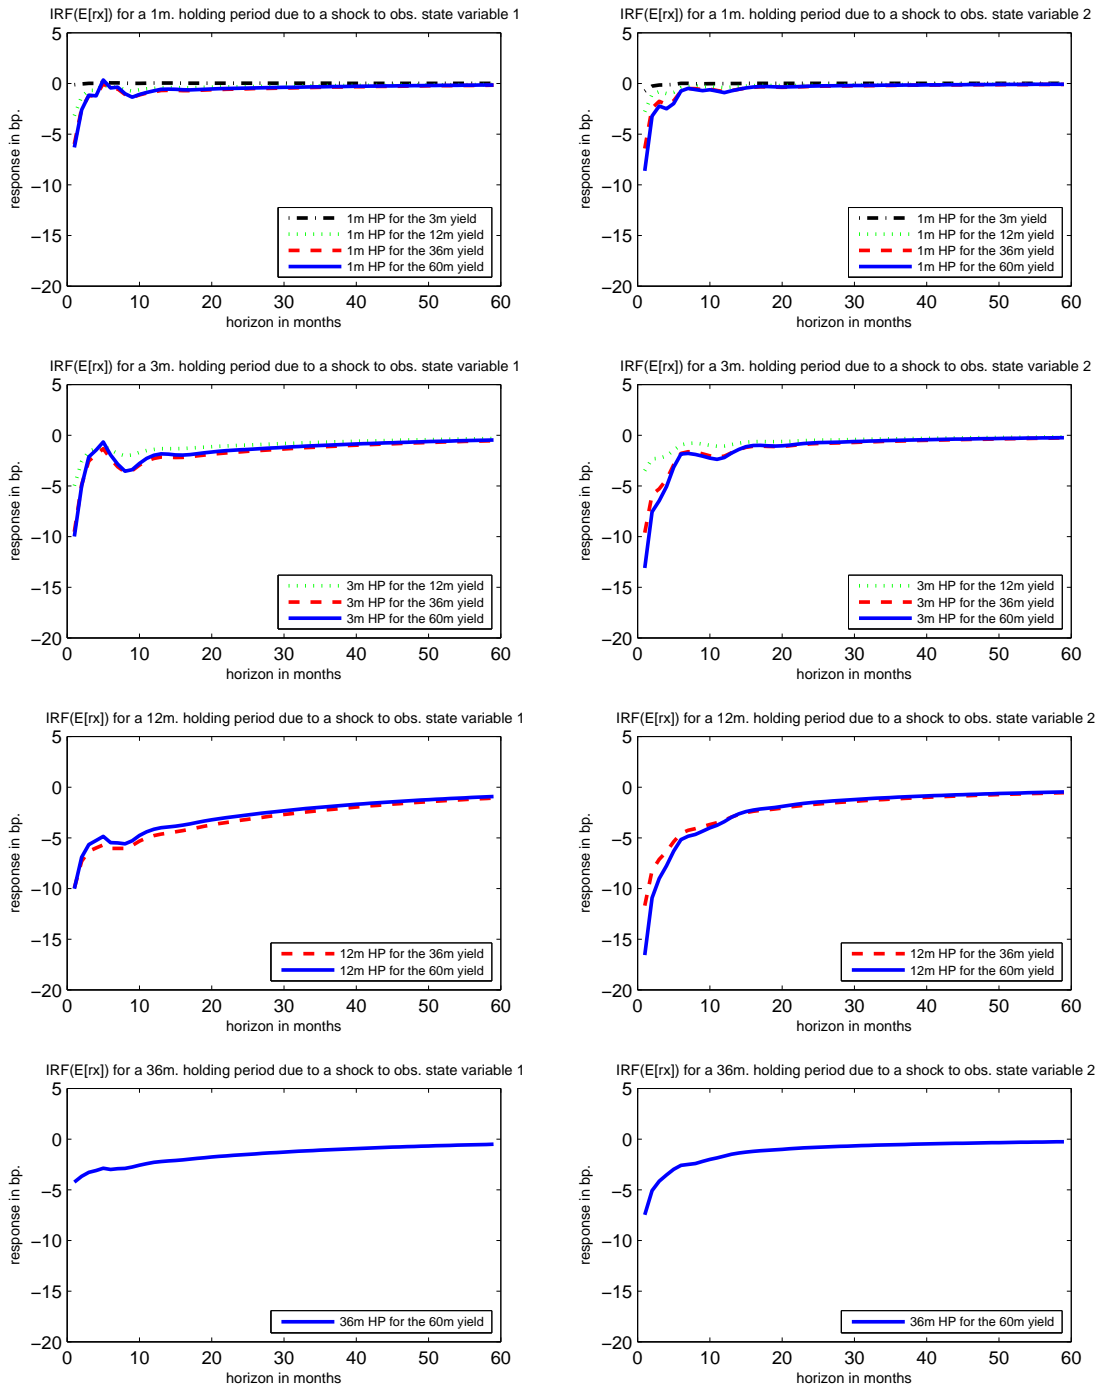 IRF(E[rx]) for a 1m. holding period due to a shock to obs. state variable 1
5
0
−5
−10
−15
−20
response in bp.
1m HP for the 3m yield
1m HP for the 12m yield
1m HP for the 36m yield
1m HP for the 60m yield
0 10 20 30 40 50 60
horizon in months
IRF(E[rx]) for a 1m. holding period due to a shock to obs. state variable 2
5
0
−5
−10
−15
−20
response in bp.
1m HP for the 3m yield
1m HP for the 12m yield
1m HP for the 36m yield
1m HP for the 60m yield
0 10 20 30 40 50 60
horizon in months
IRF(E[rx]) for a 3m. holding period due to a shock to obs. state variable 1
5
0
−5
−10
−15
−20
response in bp.
3m HP for the 12m yield
3m HP for the 36m yield
3m HP for the 60m yield
0 10 20 30 40 50 60
horizon in months
IRF(E[rx]) for a 3m. holding period due to a shock to obs. state variable 2
5
0
−5
−10
−15
−20
response in bp.
3m HP for the 12m yield
3m HP for the 36m yield
3m HP for the 60m yield
0 10 20 30 40 50 60
horizon in months
IRF(E[rx]) for a 12m. holding period due to a shock to obs. state variable 1
5
0
−5
−10
−15
−20
response in bp.
12m HP for the 36m yield
12m HP for the 60m yield
0 10 20 30 40 50 60
horizon in months
IRF(E[rx]) for a 12m. holding period due to a shock to obs. state variable 2
5
0
−5
−10
−15
−20
response in bp.
12m HP for the 36m yield
12m HP for the 60m yield
0 10 20 30 40 50 60
horizon in months
IRF(E[rx]) for a 36m. holding period due to a shock to obs. state variable 1
5
0
−5
−10
−15
−20
response in bp.
36m HP for the 60m yield
0 10 20 30 40 50 60
horizon in months
IRF(E[rx]) for a 36m. holding period due to a shock to obs. state variable 2
5
0
−5
−10
−15
−20
response in bp.
36m HP for the 60m yield
0 10 20 30 40 50 60
horizon in months